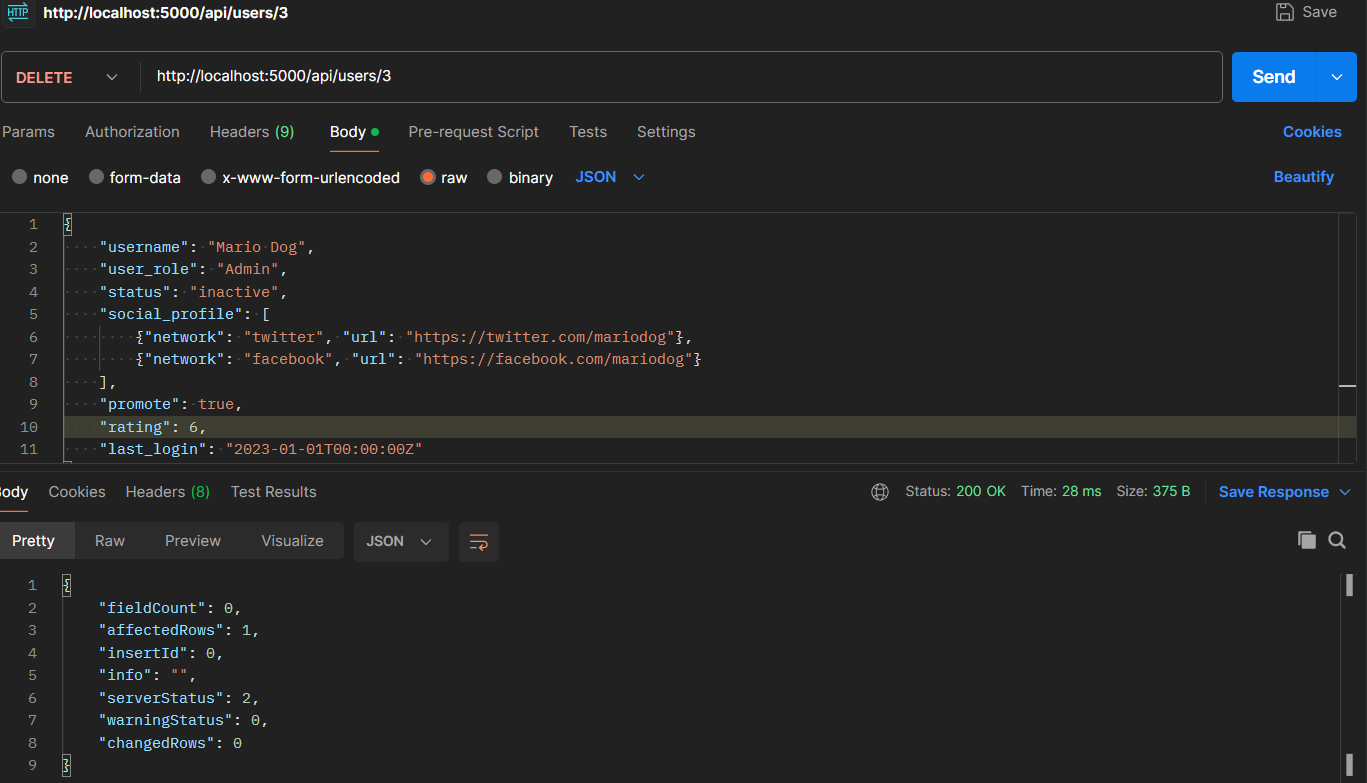 HTTP http://localhost:5000/api/users/3 Save
DELETE http://localhost:5000/api/users/3 Send
Params Authorization Headers (9) Body Pre-request Script Tests Settings Cookies
none form-data x-www-form-urlencoded raw binary JSON Beautify
1 {
2 "username": "Mario Dog",
3 "user_role": "Admin",
4 "status": "inactive",
5 "social_profile": [
6 {"network": "twitter", "url": "https://twitter.com/mariodog"},
7 {"network": "facebook", "url": "https://facebook.com/mariodog"}
8 ],
9 "promote": true,
10 "rating": 6,
11 "last_login": "2023-01-01T00:00:00Z"
ody Cookies Headers (8) Test Results Status: 200 OK Time: 28 ms Size: 375 B Save Response
Pretty Raw Preview Visualize JSON
1 {
2 "fieldCount": 0,
3 "affectedRows": 1,
4 "insertId": 0,
5 "info": "",
6 "serverStatus": 2,
7 "warningStatus": 0,
8 "changedRows": 0
9 }